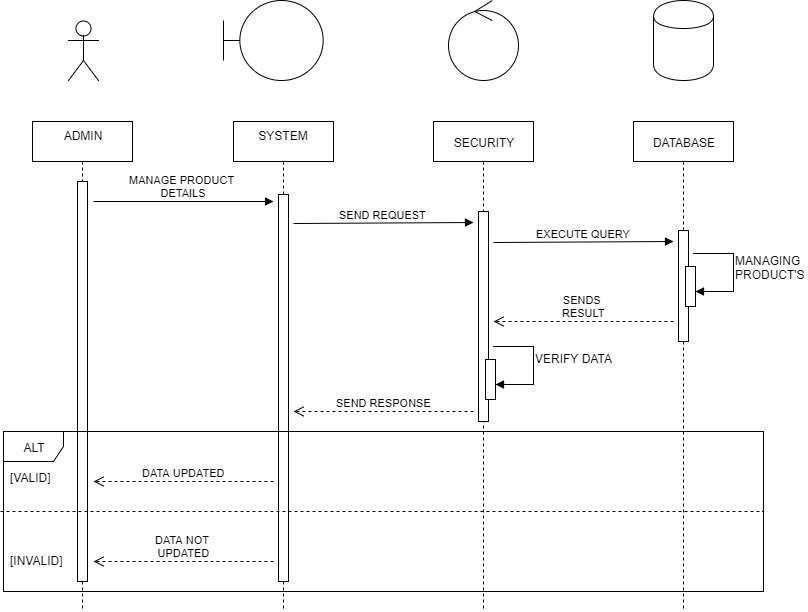 ADMIN
SYSTEM
SECURITY
DATABASE
MANAGE PRODUCT
DETAILS
SEND REQUEST
EXECUTE QUERY
MANAGING
PRODUCT'S
SENDS
RESULT
VERIFY DATA
SEND RESPONSE
ALT
[VALID]
DATA UPDATED
DATA NOT
UPDATED
[INVALID]